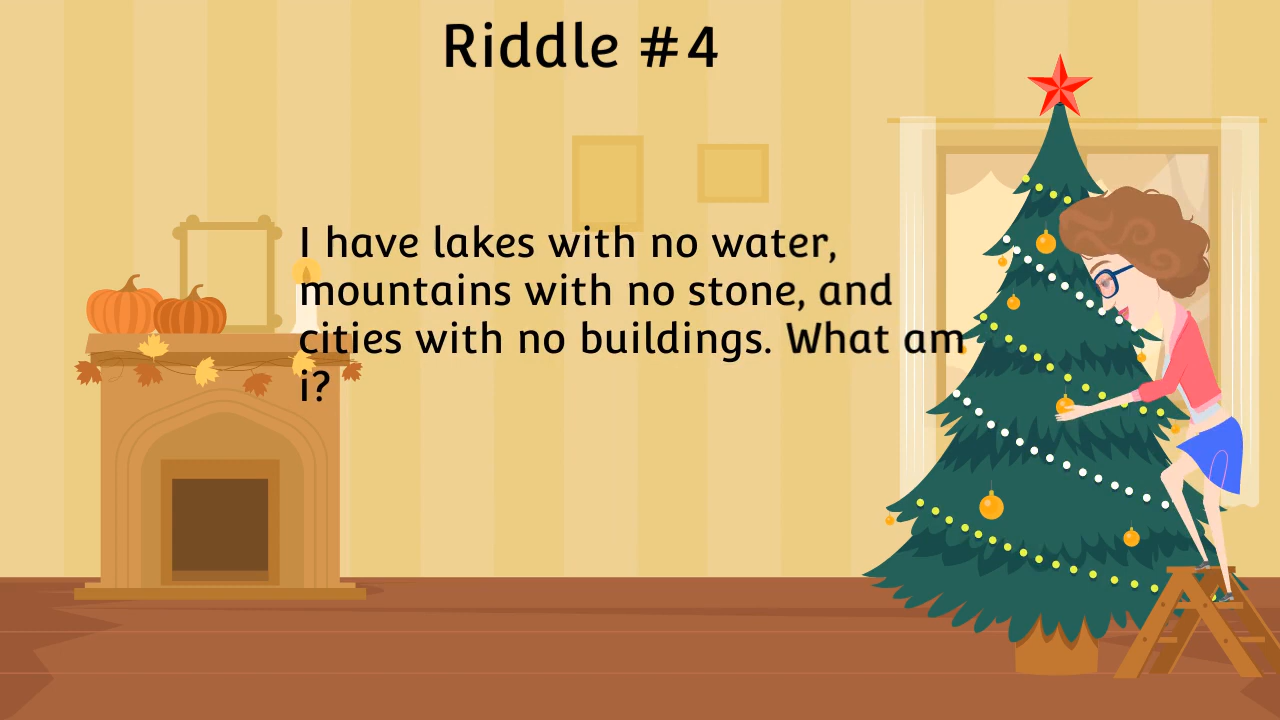 Riddle #4
I have lakes with no water,
mountains with no stone, and
cities with no buildings. What am
i?